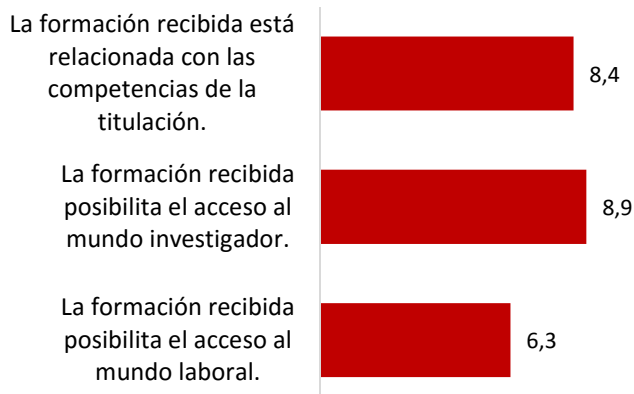 La formación recibida está
relacionada con las
competencias de la
titulación.
8,4
La formación recibida
posibilita el acceso al
mundo investigador.
8,9
La formación recibida
posibilita el acceso al
mundo laboral.
6,3